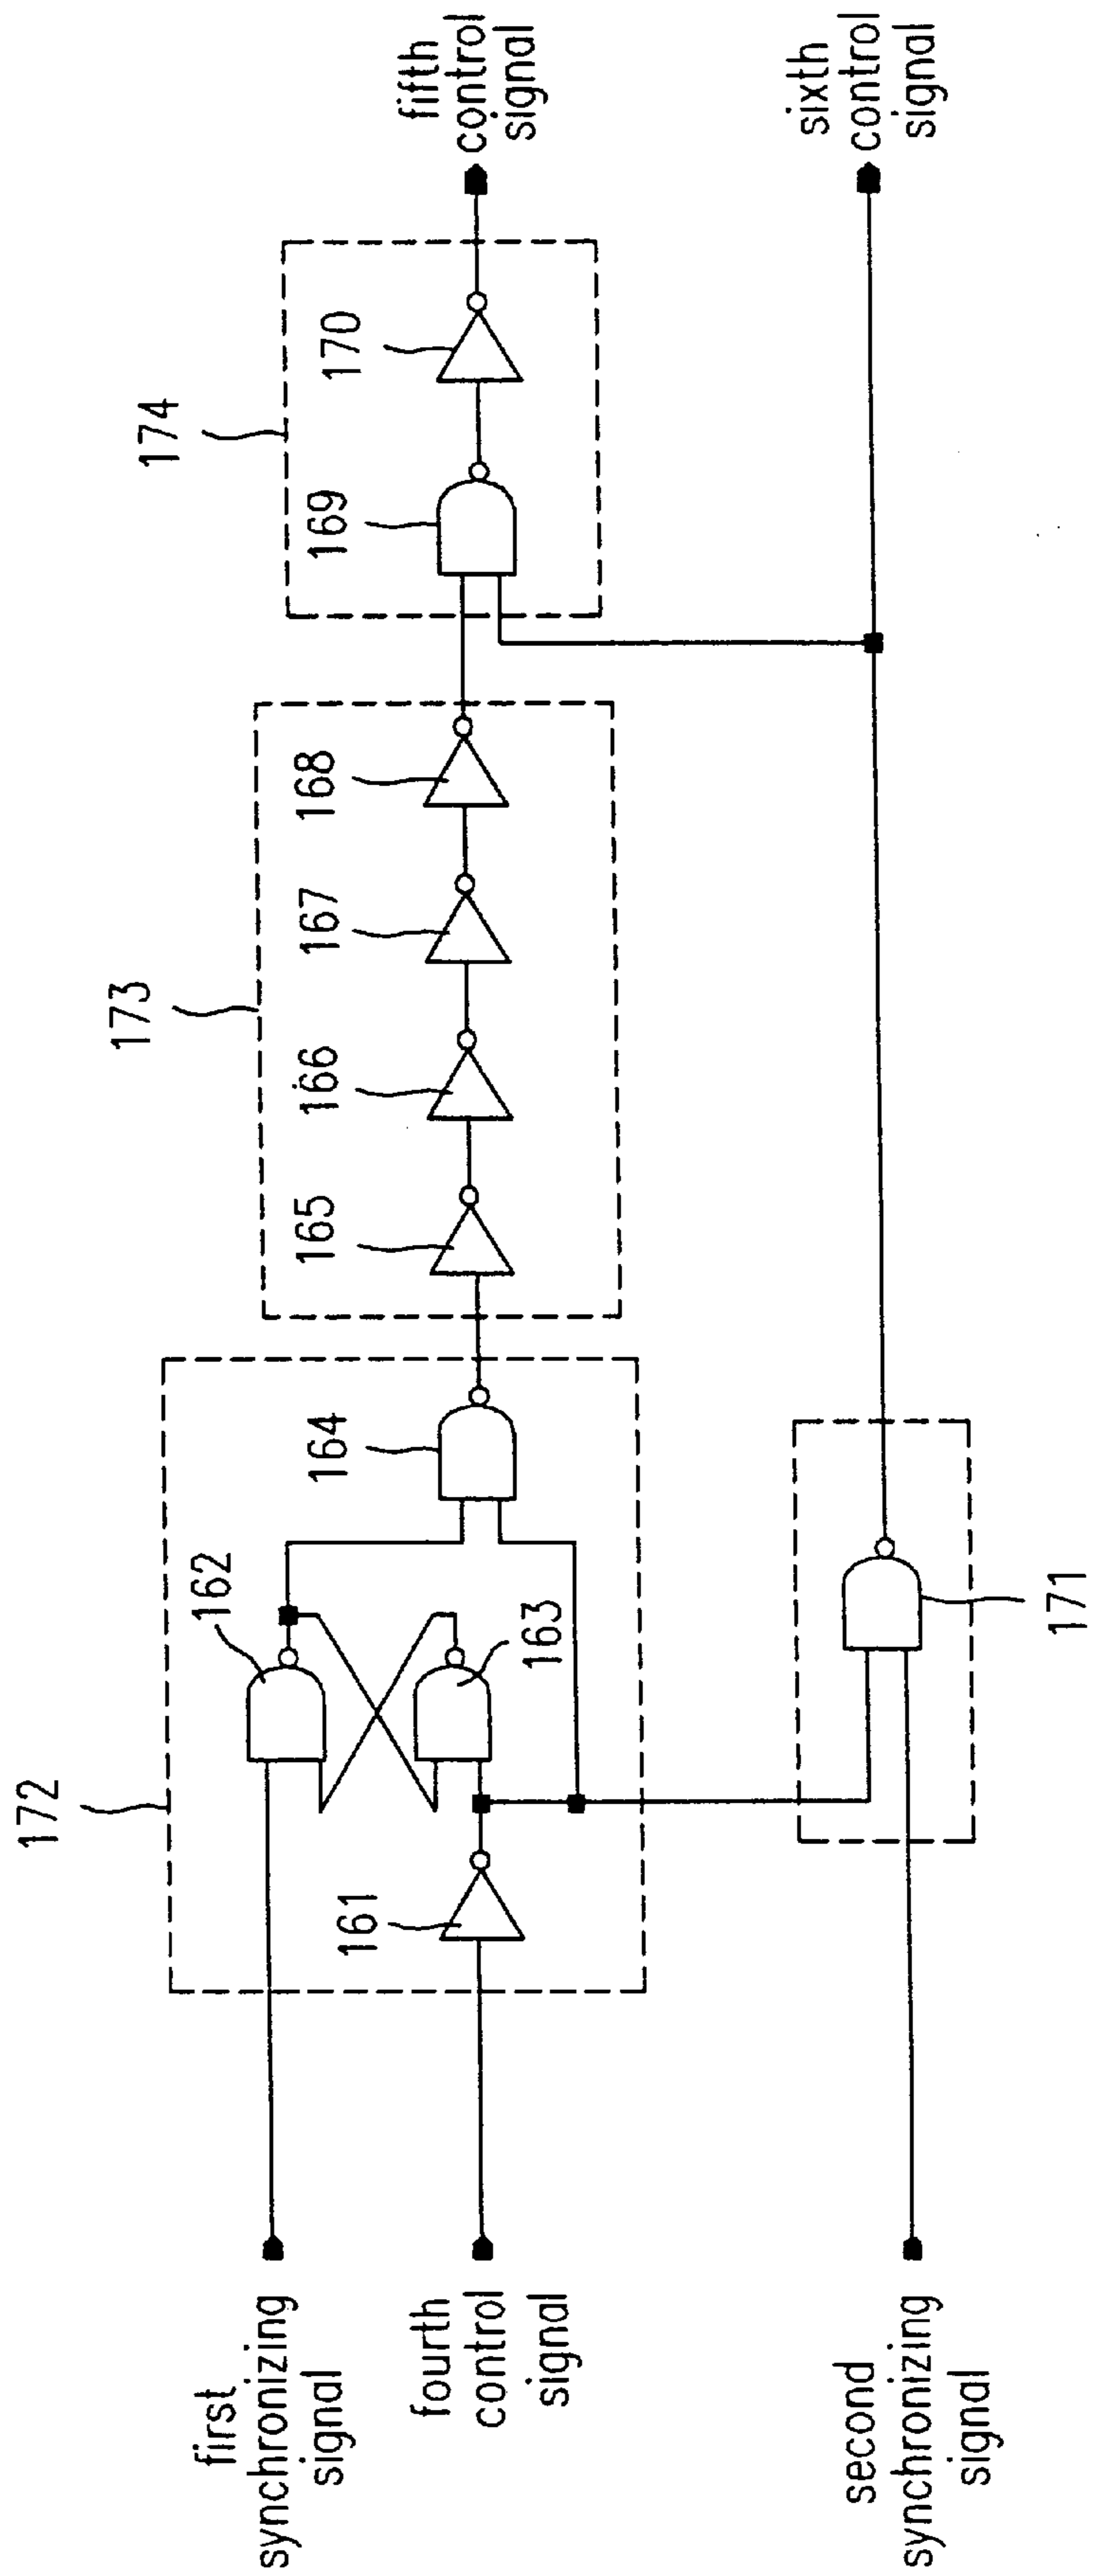 first
synchronizing
signal
fourth
control
signal
second
synchronizing
signal
172
161
162
163
164
171
173
165
166
167
168
174
169
170
fifth
control
signal
sixth
control
signal